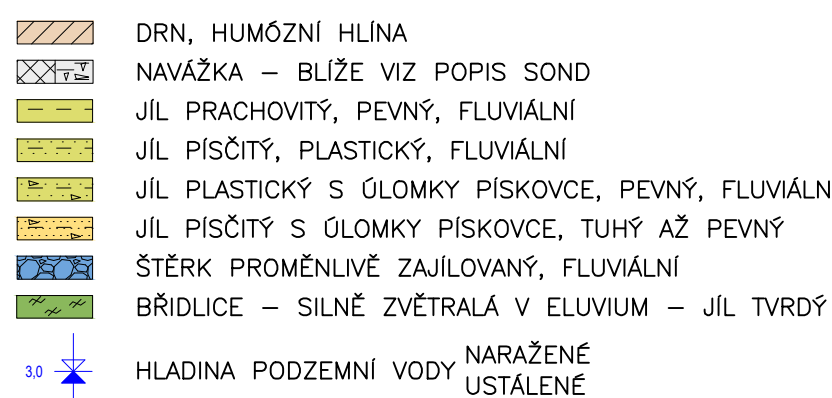 DRN, HUMÓZNÍ HLÍNA
NAVÁŽKA – BLÍŽE VIZ POPIS SOND
JÍL PRACHOVITÝ, PEVNÝ, FLUVIÁLNÍ
JÍL PÍSČITÝ, PLASTICKÝ, FLUVIÁLNÍ
JÍL PLASTICKÝ S ÚLOMKY PÍSKOVCE, PEVNÝ, FLUVIÁLN
JÍL PÍSČITÝ S ÚLOMKY PÍSKOVCE, TUHÝ AŽ PEVNÝ
ŠTĚRK PROMĚNLIVĚ ZAJÍLOVANÝ, FLUVIÁLNÍ
BŘIDLICE – SILNĚ ZVĚTRALÁ V ELUVIUM – JÍL TVRDÝ
3,0 HLADINA PODZEMNÍ VODY NARAŽENÉ
USTÁLENÉ